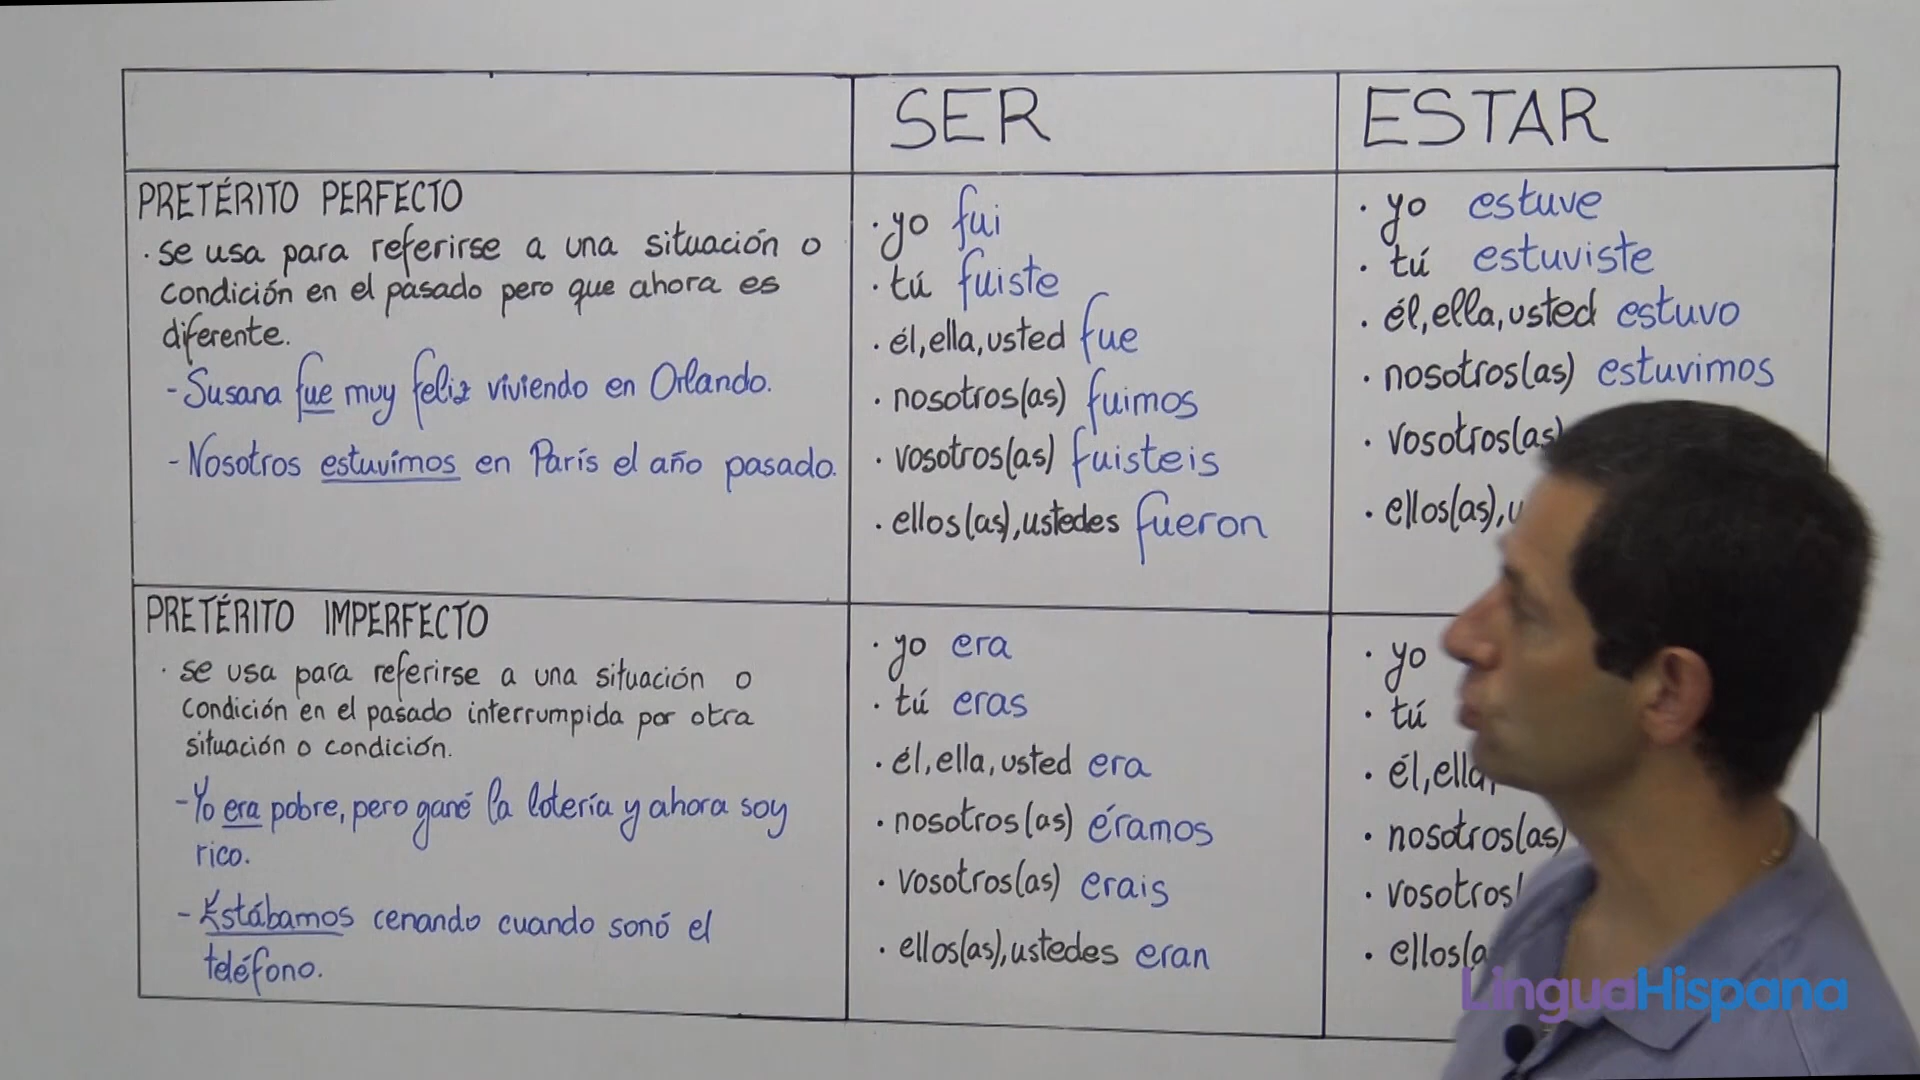 SER
ESTAR
PRETÉRITO PERFECTO
· se usa para referirse a una situación o
condición en el pasado pero que ahora es
diferente.
- Susana fue muy feliz viviendo en Orlando.
- Nosotros estuvimos en París el año pasado.
· yo fui
· tú fuiste
· él, ella, usted fue
· nosotros(as) fuimos
· vosotros(as) fuisteis
· ellos(as), ustedes fueron
· yo estuve
· tú estuviste
· él, ella, usted estuvo
· nosotros(as) estuvimos
· vosotros(as)
· ellos(as),
PRETÉRITO IMPERFECTO
· se usa para referirse a una situación o
condición en el pasado interrumpida por otra
situación o condición.
- Yo era pobre, pero gané la lotería y ahora soy
rico.
- Estábamos cenando cuando sonó el
teléfono.
· yo era
· tú eras
· él, ella, usted era
· nosotros(as) éramos
· vosotros(as) erais
· ellos(as), ustedes eran
· yo
· tú
· él, ella,
· nosotros(as)
· vosotros(
· ellos(a
LinguaHispana